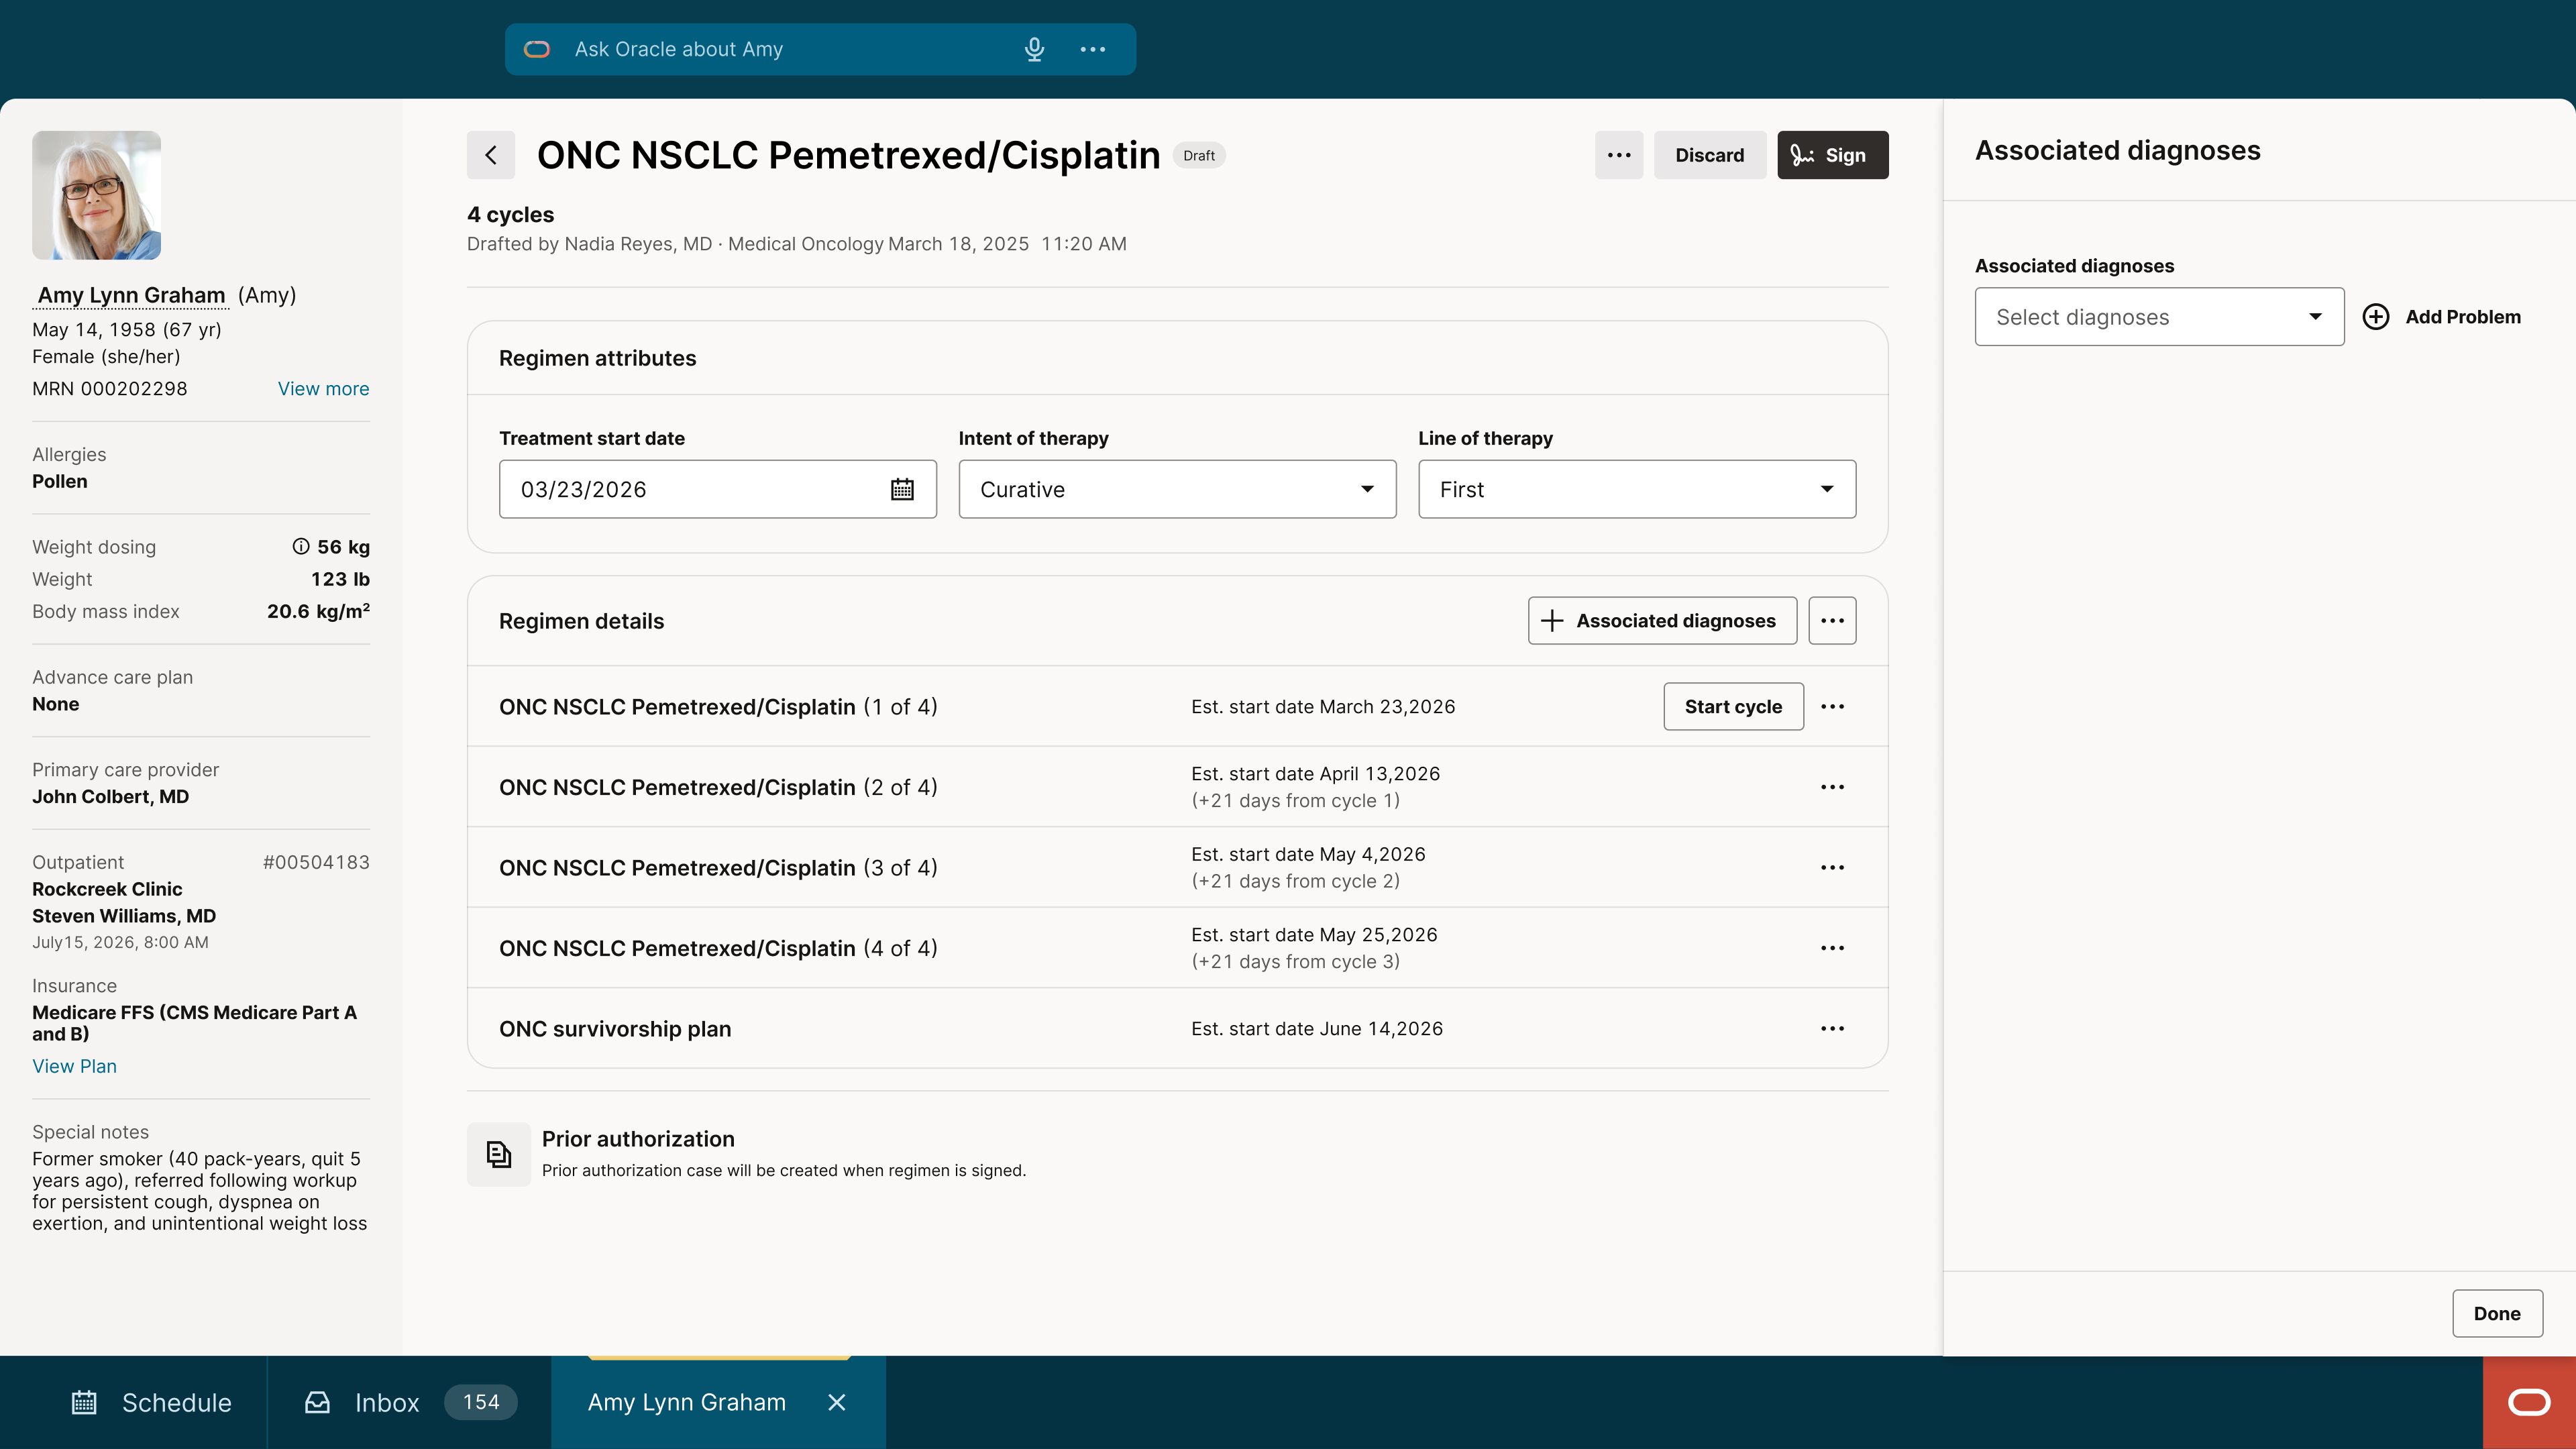 Ask Oracle about Amy
Amy Lynn Graham (Amy)
May 14, 1958 (67 yr)
Female (she/her)
MRN 000202298 View more
Allergies
Pollen
Weight dosing 56 kg
Weight 123 lb
Body mass index 20.6 kg/m²
Advance care plan
None
Primary care provider
John Colbert, MD
Outpatient #00504183
Rockcreek Clinic
Steven Williams, MD
July15, 2026, 8:00 AM
Insurance
Medicare FFS (CMS Medicare Part A
and B)
View Plan
Special notes
Former smoker (40 pack-years, quit 5
years ago), referred following workup
for persistent cough, dyspnea on
exertion, and unintentional weight loss
ONC NSCLC Pemetrexed/Cisplatin Draft
Discard Sign
4 cycles
Drafted by Nadia Reyes, MD · Medical Oncology March 18, 2025 11:20 AM
Regimen attributes
Treatment start date Intent of therapy Line of therapy
03/23/2026 Curative First
Regimen details + Associated diagnoses
ONC NSCLC Pemetrexed/Cisplatin (1 of 4) Est. start date March 23,2026 Start cycle
ONC NSCLC Pemetrexed/Cisplatin (2 of 4) Est. start date April 13,2026
(+21 days from cycle 1)
ONC NSCLC Pemetrexed/Cisplatin (3 of 4) Est. start date May 4,2026
(+21 days from cycle 2)
ONC NSCLC Pemetrexed/Cisplatin (4 of 4) Est. start date May 25,2026
(+21 days from cycle 3)
ONC survivorship plan Est. start date June 14,2026
Prior authorization
Prior authorization case will be created when regimen is signed.
Associated diagnoses
Associated diagnoses
Select diagnoses Add Problem
Done
Schedule Inbox 154 Amy Lynn Graham